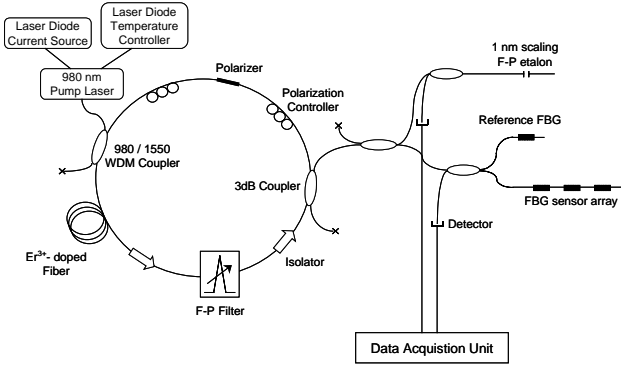 Laser Diode
Current Source
Laser Diode
Temperature
Controller
980 nm
Pump Laser
Polarizer
Polarization
Controller
1 nm scaling
F-P etalon
Reference FBG
980 / 1550
WDM Coupler
3dB Coupler
FBG sensor array
Detector
Er³⁺- doped
Fiber
Isolator
F-P Filter
Data Acquistion Unit